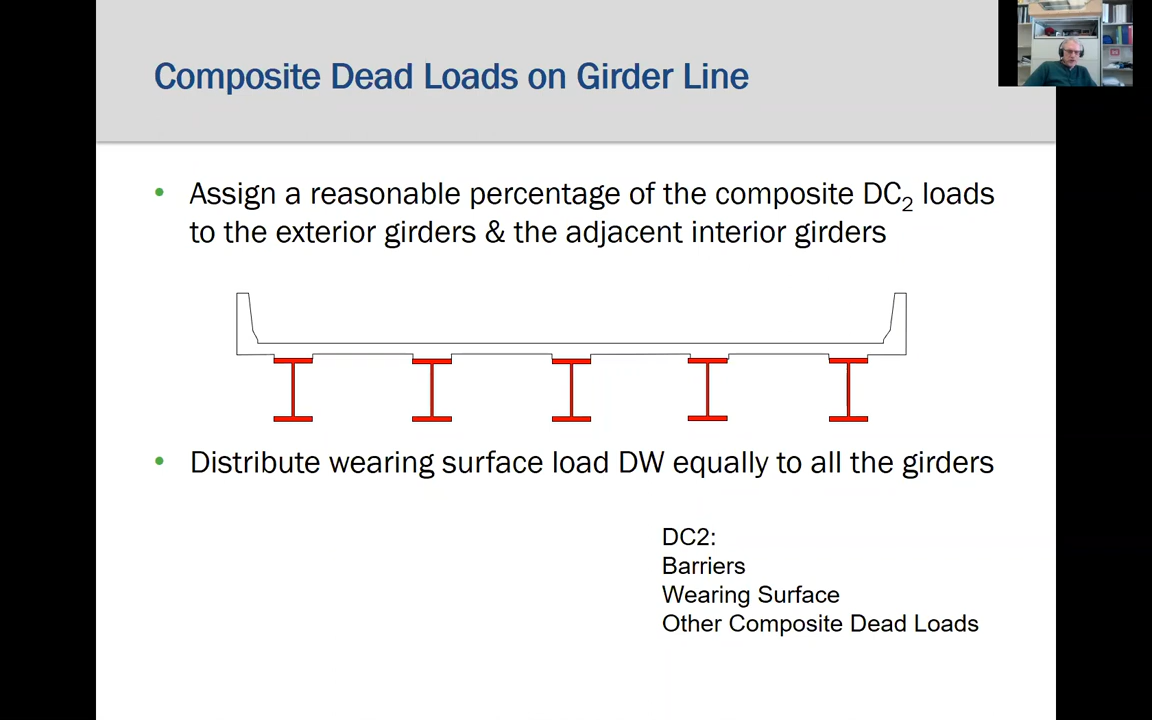 Composite Dead Loads on Girder Line
• Assign a reasonable percentage of the composite DC₂ loads
to the exterior girders & the adjacent interior girders
• Distribute wearing surface load DW equally to all the girders
DC2:
Barriers
Wearing Surface
Other Composite Dead Loads